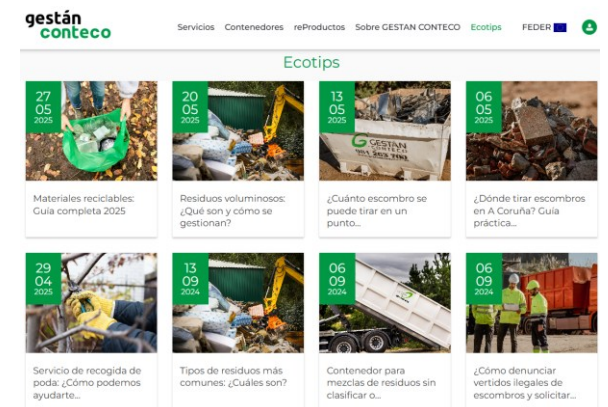 gestán
conteco
Servicios Contenedores reProductos Sobre GESTAN CONTECO Ecotips FEDER
Ecotips
27
05
2025
Materiales reciclables:
Guía completa 2025
20
05
2025
Residuos voluminosos:
¿Qué son y cómo se
gestionan?
13
05
2025
GESTÁN
CONTECO
¿Cuánto escombro se
puede tirar en un
punto...
06
05
2025
¿Dónde tirar escombros
en A Coruña? Guía
práctica...
29
04
2025
Servicio de recogida de
poda: ¿Cómo podemos
ayudarte...
13
09
2024
Tipos de residuos más
comunes: ¿Cuáles son?
06
09
2024
Contenedor para
mezclas de residuos sin
clasificar o...
06
09
2024
¿Cómo denunciar
vertidos ilegales de
escombros y solicitar...